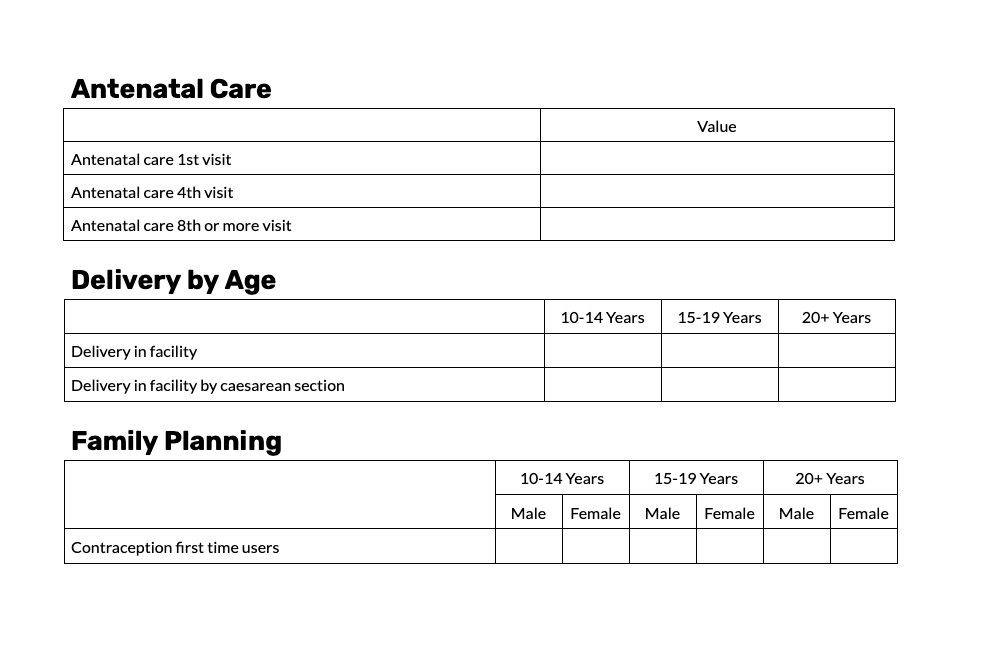 Antenatal Care
Value
Antenatal care 1st visit
Antenatal care 4th visit
Antenatal care 8th or more visit
Delivery by Age
10-14 Years 15-19 Years 20+ Years
Delivery in facility
Delivery in facility by caesarean section
Family Planning
10-14 Years 15-19 Years 20+ Years
Male Female Male Female Male Female
Contraception first time users